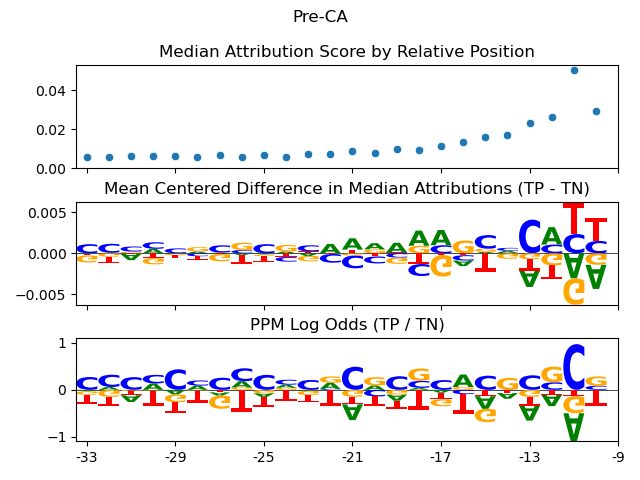 Pre-CA
Median Attribution Score by Relative Position
0.04
0.02
0.00
Mean Centered Difference in Median Attributions (TP - TN)
0.005
0.000
−0.005
PPM Log Odds (TP / TN)
1
0
−1
-33 -29 -25 -21 -17 -13 -9